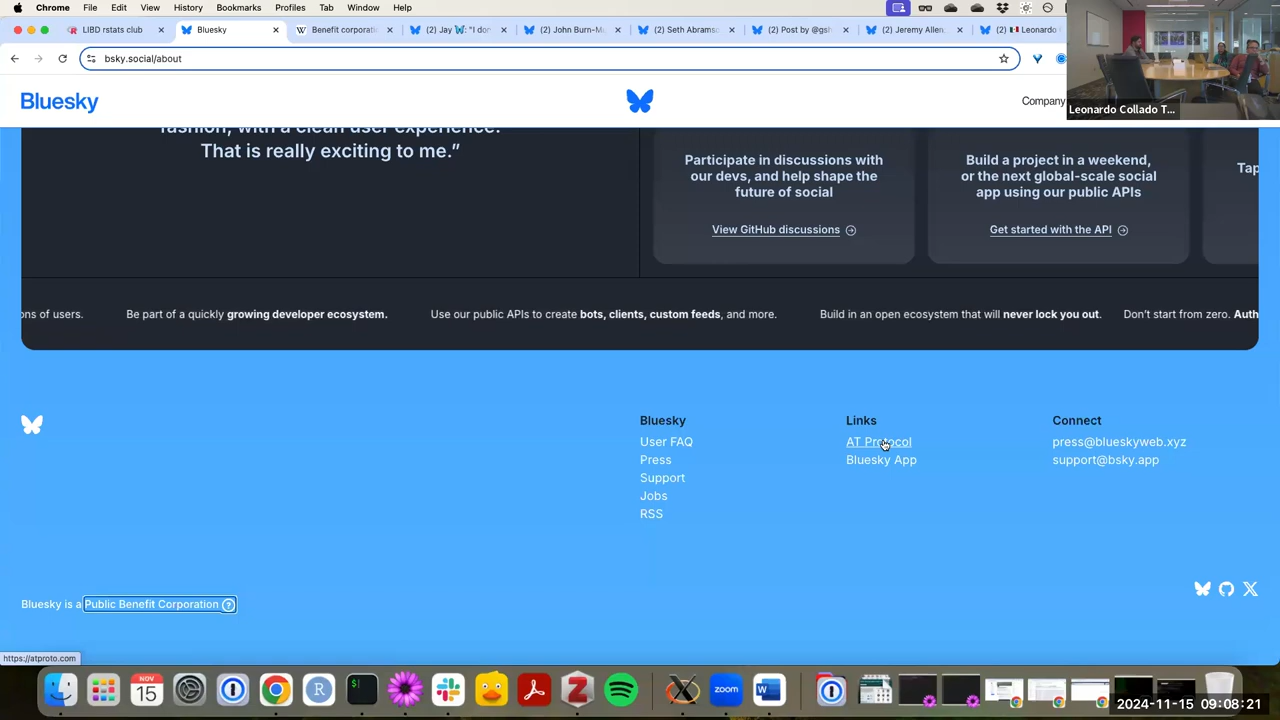 Chrome File Edit View History Bookmarks Profiles Tab Window Help
LIBD rstats club
Bluesky
Benefit corporati
(2) Jay
"I don
(2) John Burn-M
(2) Seth Abrams
(2) Post by @gsh
(2) Jeremy Allen
(2) Leonardo
bsky.social/about
Leonardo Collado T...
Bluesky
Company
fashion, with a clean user experience.
That is really exciting to me.”
Participate in discussions with
our devs, and help shape the
future of social
View GitHub discussions
Build a project in a weekend,
or the next global-scale social
app using our public APIs
Get started with the API
Tap
ons of users. Be part of a quickly growing developer ecosystem. Use our public APIs to create bots, clients, custom feeds, and more. Build in an open ecosystem that will never lock you out. Don’t start from zero. Auth
Bluesky
User FAQ
Press
Support
Jobs
RSS
Links
AT Protocol
Bluesky App
Connect
press@blueskyweb.xyz
support@bsky.app
Bluesky is a Public Benefit Corporation ?
https://atproto.com
NOV
15
R
$
zoom
W
2024-11-15 09:08:21